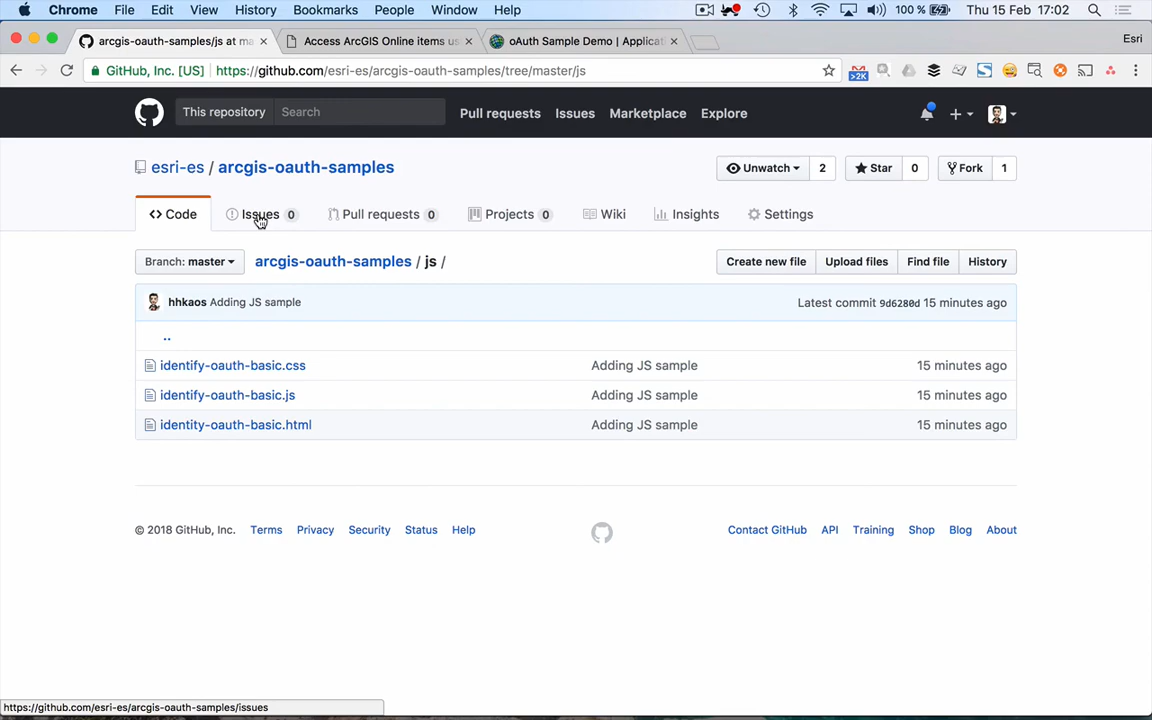 Chrome File Edit View History Bookmarks People Window Help 100 % Thu 15 Feb 17:02
arcgis-oauth-samples/js at ma Access ArcGIS Online items us oAuth Sample Demo | Applicati Esri
GitHub, Inc. [US] https://github.com/esri-es/arcgis-oauth-samples/tree/master/js >2K
This repository Search Pull requests Issues Marketplace Explore
esri-es / arcgis-oauth-samples Unwatch 2 Star 0 Fork 1
Code Issues 0 Pull requests 0 Projects 0 Wiki Insights Settings
Branch: master arcgis-oauth-samples / js / Create new file Upload files Find file History
hhkaos Adding JS sample Latest commit 9d6280d 15 minutes ago
..
identify-oauth-basic.css Adding JS sample 15 minutes ago
identify-oauth-basic.js Adding JS sample 15 minutes ago
identity-oauth-basic.html Adding JS sample 15 minutes ago
© 2018 GitHub, Inc. Terms Privacy Security Status Help Contact GitHub API Training Shop Blog About
https://github.com/esri-es/arcgis-oauth-samples/issues